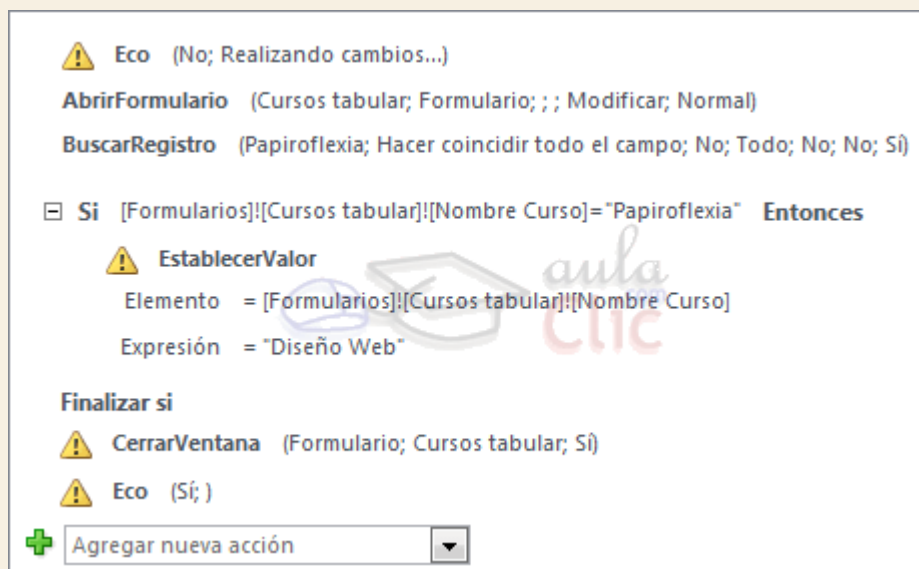 Eco (No; Realizando cambios...)
AbrirFormulario (Cursos tabular; Formulario; ; ; Modificar; Normal)
BuscarRegistro (Papiroflexia; Hacer coincidir todo el campo; No; Todo; No; No; Sí)
Si [Formularios]![Cursos tabular]![Nombre Curso]="Papiroflexia" Entonces
EstablecerValor
Elemento = [Formularios]![Cursos tabular]![Nombre Curso]
Expresión = "Diseño Web"
aula
.com
Clic
Finalizar si
CerrarVentana (Formulario; Cursos tabular; Sí)
Eco (Sí; )
Agregar nueva acción